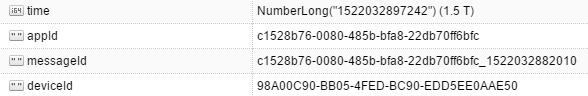 time NumberLong("1522032897242") (1.5 T)
appId c1528b76-0080-485b-bfa8-22db70ff6bfc
messageId c1528b76-0080-485b-bfa8-22db70ff6bfc_1522032882010
deviceId 98A00C90-BB05-4FED-BC90-EDD5EE0AAE50